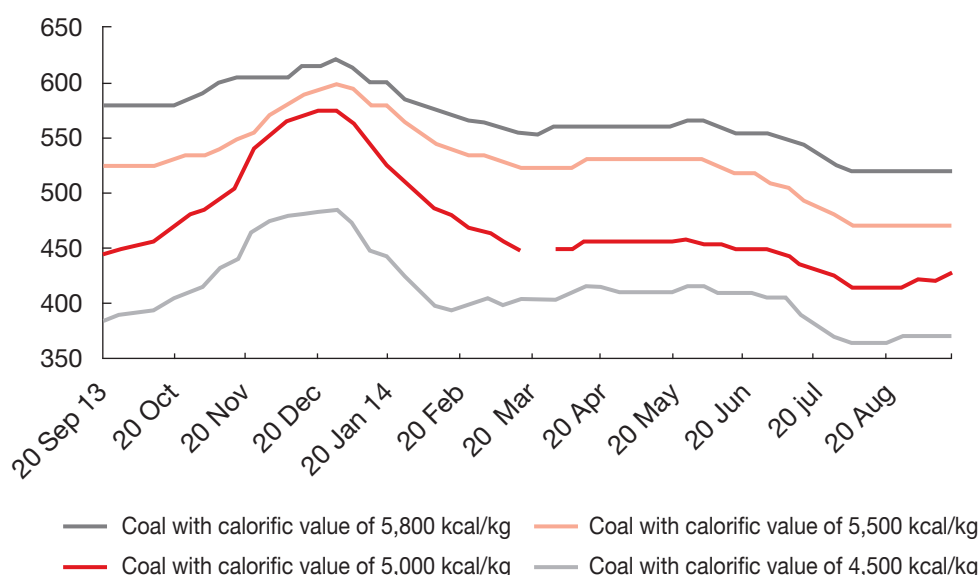 650
600
550
500
450
400
350
20 Sep 13
20 Oct
20 Nov
20 Dec
20 Jan 14
20 Feb
20 Mar
20 Apr
20 May
20 Jun
20 jul
20 Aug
Coal with calorific value of 5,800 kcal/kg
Coal with calorific value of 5,500 kcal/kg
Coal with calorific value of 5,000 kcal/kg
Coal with calorific value of 4,500 kcal/kg